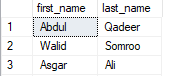 first_name last_name
1 Abdul Qadeer
2 Walid Somroo
3 Asgar Ali